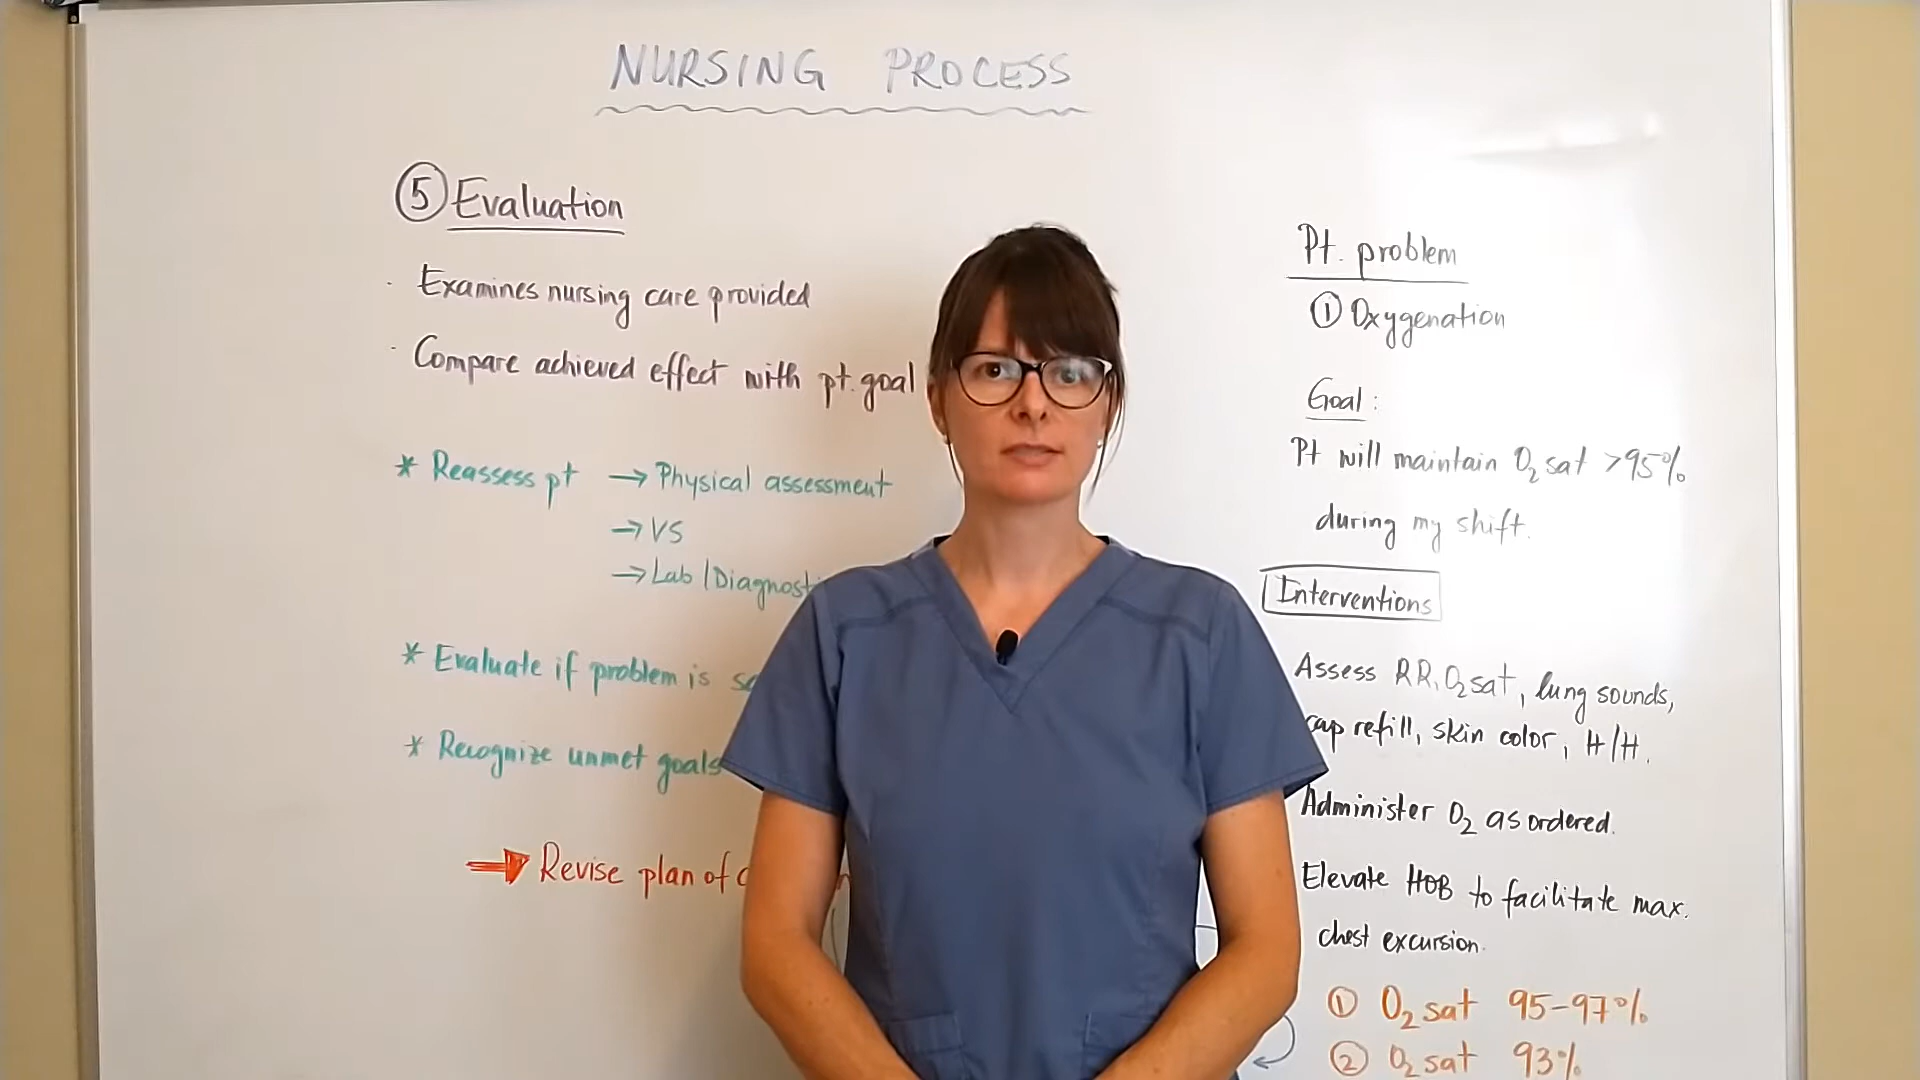 NURSING PROCESS
⑤ Evaluation
· Examines nursing care provided
· Compare achieved effect with pt. goal
* Reassess pt → Physical assessment
→ VS
→ Lab / Diagnost
* Evaluate if problem is
* Recognize unmet goals
Revise plan of
Pt. problem
① Oxygenation
Goal:
Pt will maintain O₂ sat >95%
during my shift.
Interventions
Assess RR, O₂ sat, lung sounds,
cap refill, skin color, H/H.
Administer O₂ as ordered.
Elevate HOB to facilitate max.
chest excursion.
① O₂ sat 95-97%
② O₂ sat 93%